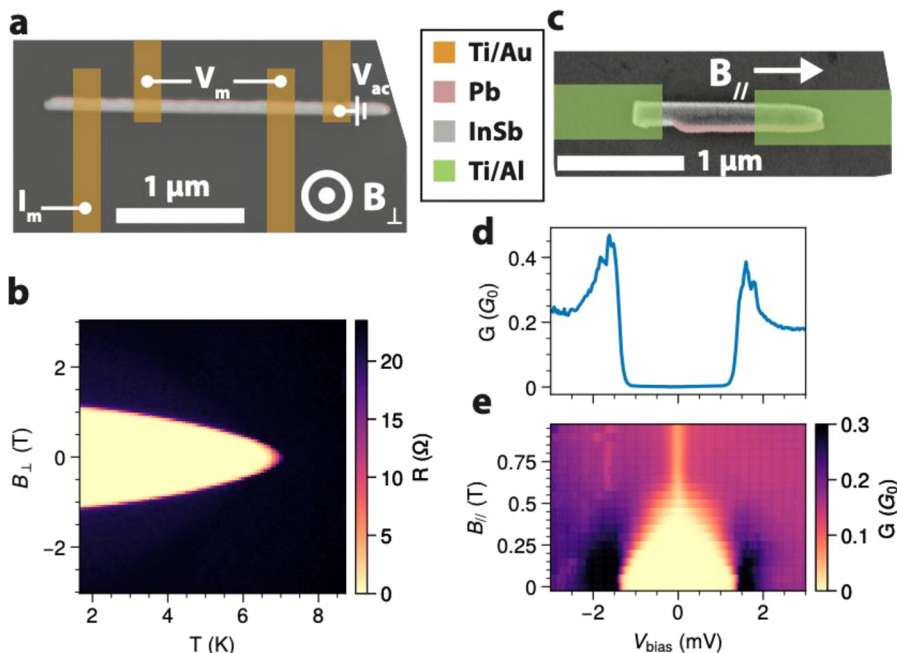 a
V_m
V_ac
I_m
1 μm
B_⊥
Ti/Au
Pb
InSb
Ti/Al
c
B_//
1 μm
b
B_⊥ (T)
2
0
−2
2
4
6
8
T (K)
20
15
10
5
0
R (Ω)
d
G (G_0)
0.4
0.2
0
e
B_// (T)
0.75
0.50
0.25
0
−2
0
2
V_bias (mV)
0.3
0.2
0.1
0
G (G_0)